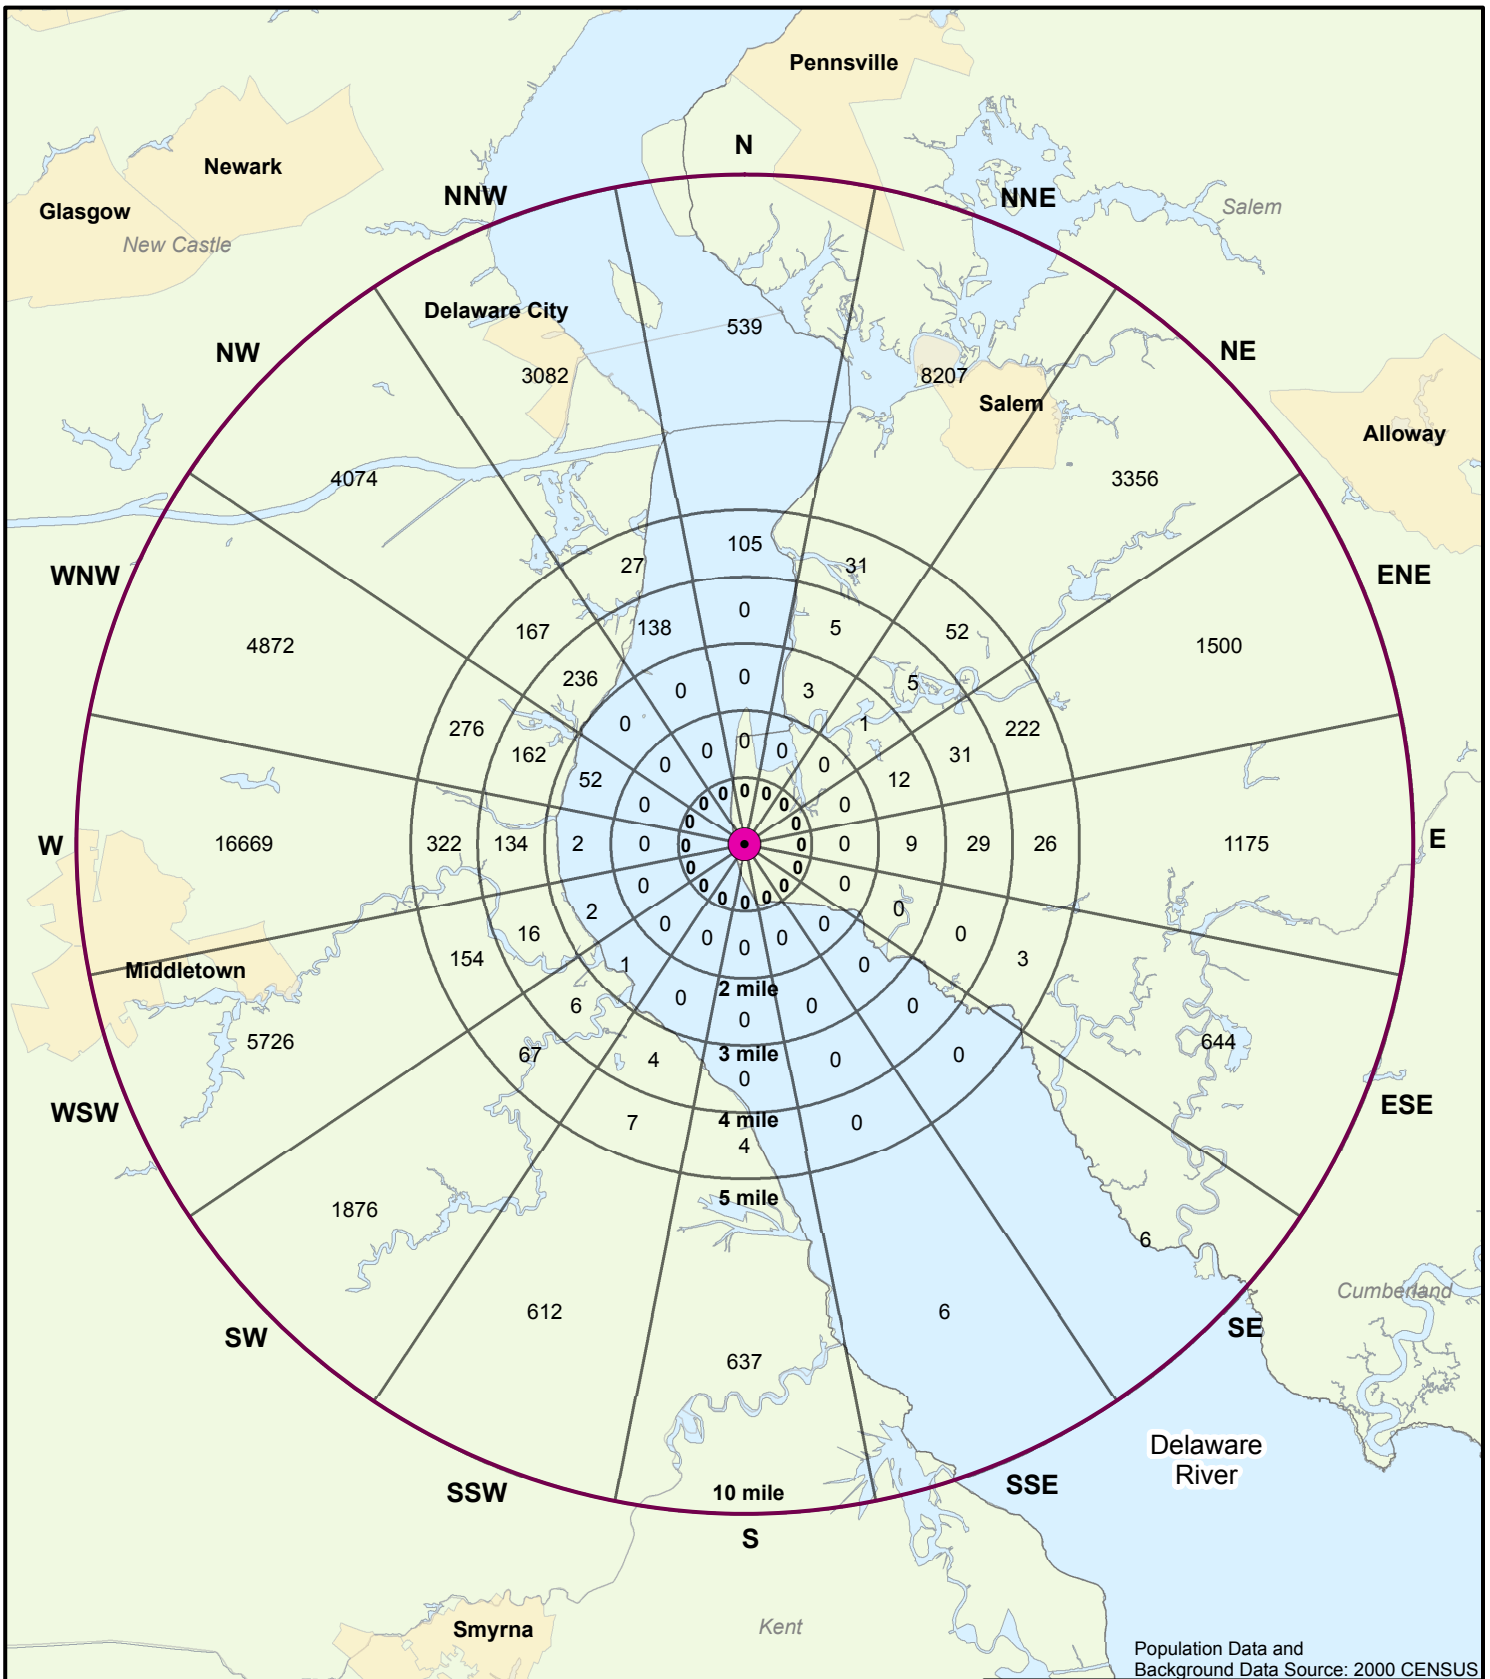 Pennsville
N
Newark
NNW
NNE
Glasgow
Salem
New Castle
Delaware City
539
NW
NE
3082
8207
Salem
Alloway
4074
3356
105
27
31
WNW
ENE
0
167
138
5
52
4872
1500
236
0
0
3
5
276
0
1
222
162
0
0
0
31
0
0
52
12
0
0
0 0 0 0 0
0 0
W
16669
322
134
2
0
0
0
0
9
29
26
1175
E
0 0
0
0
0 0
0 0 0
2
0
16
0
0
0
0
0
0
154
1
0
3
Middletown
2 mile
6
0
0
0
0
5726
644
67
4
3 mile
0
0
0
WSW
ESE
7
4 mile
0
4
5 mile
1876
6
Cumberland
612
6
SW
SE
637
Delaware
River
SSW
10 mile
SSE
S
Smyrna
Kent
Population Data and
Background Data Source: 2000 CENSUS